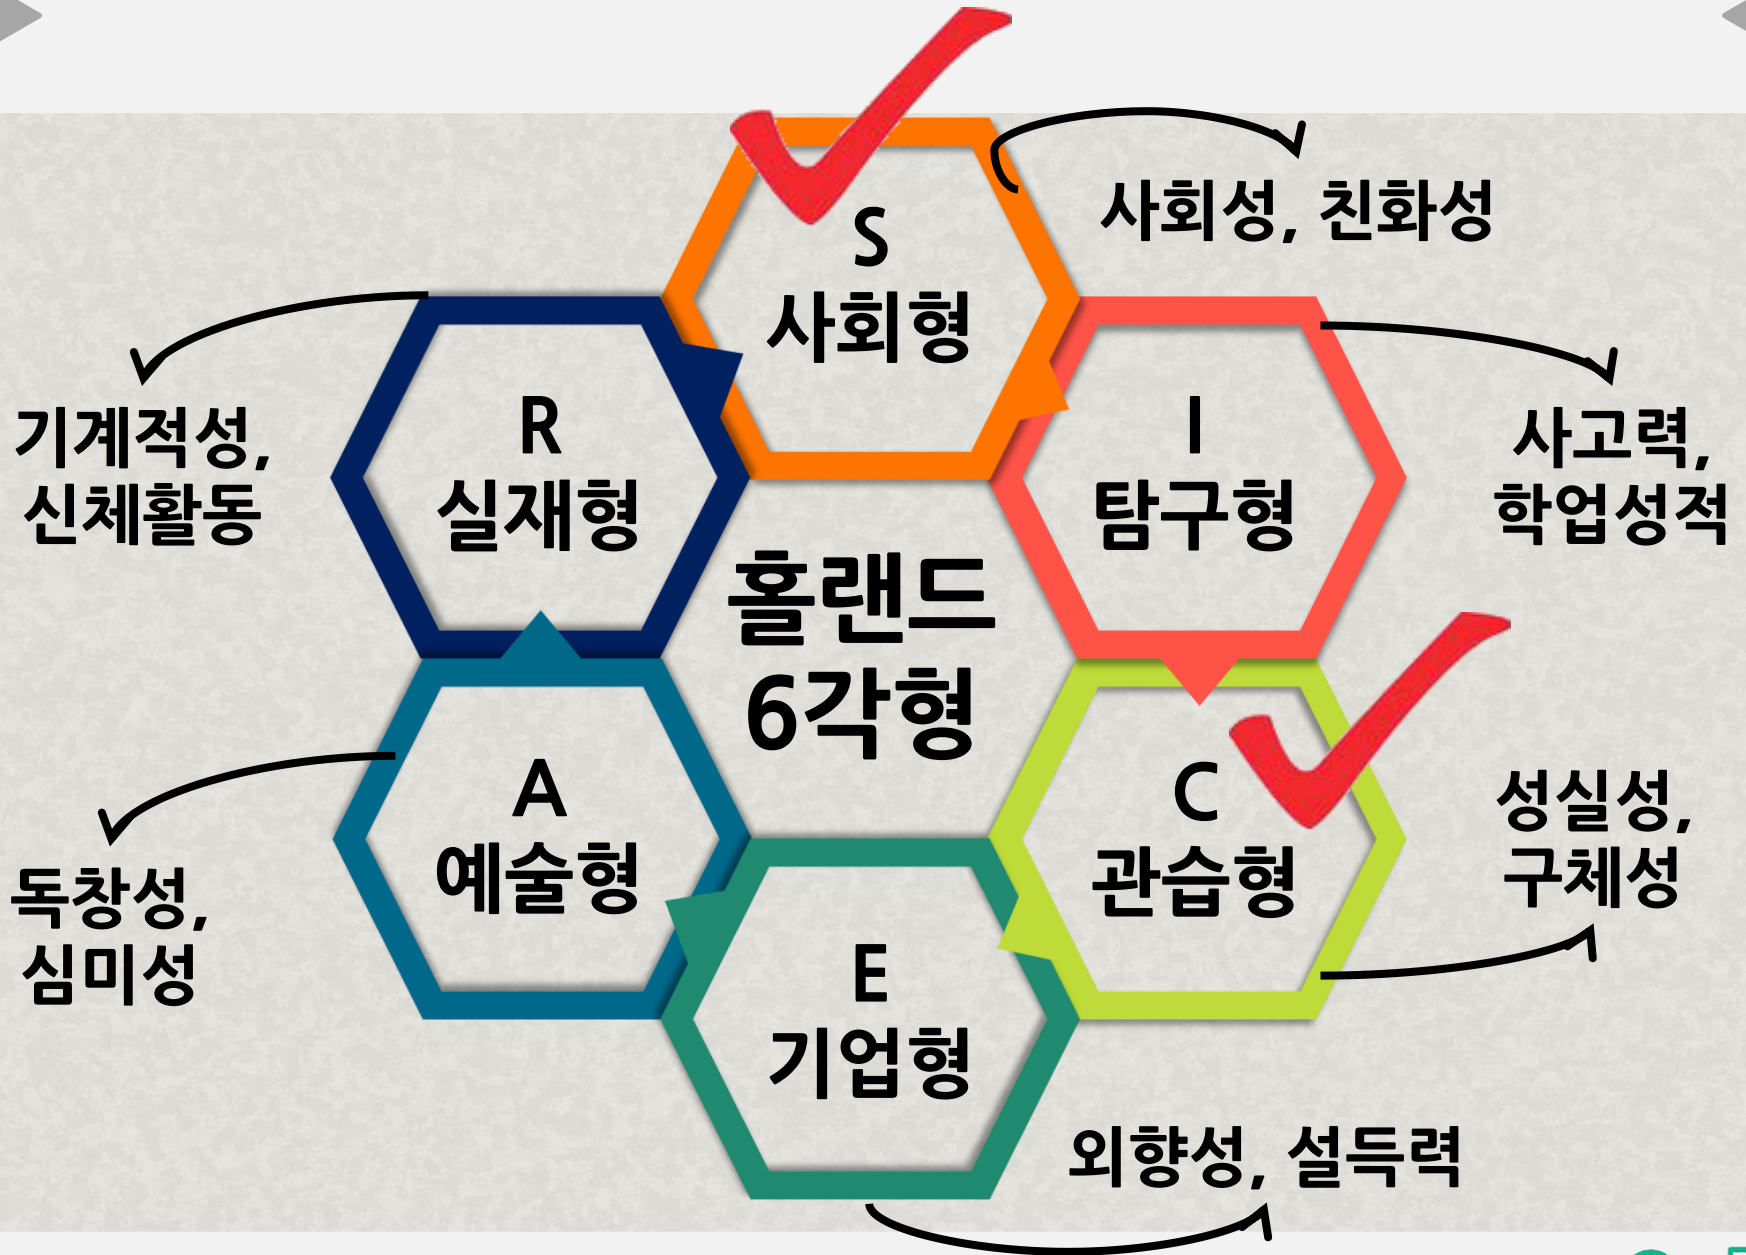 S
사회형
사회성, 친화성
R
실재형
기계적성,
신체활동
I
탐구형
사고력,
학업성적
홀랜드
6각형
A
예술형
독창성,
심미성
C
관습형
성실성,
구체성
E
기업형
외향성, 설득력